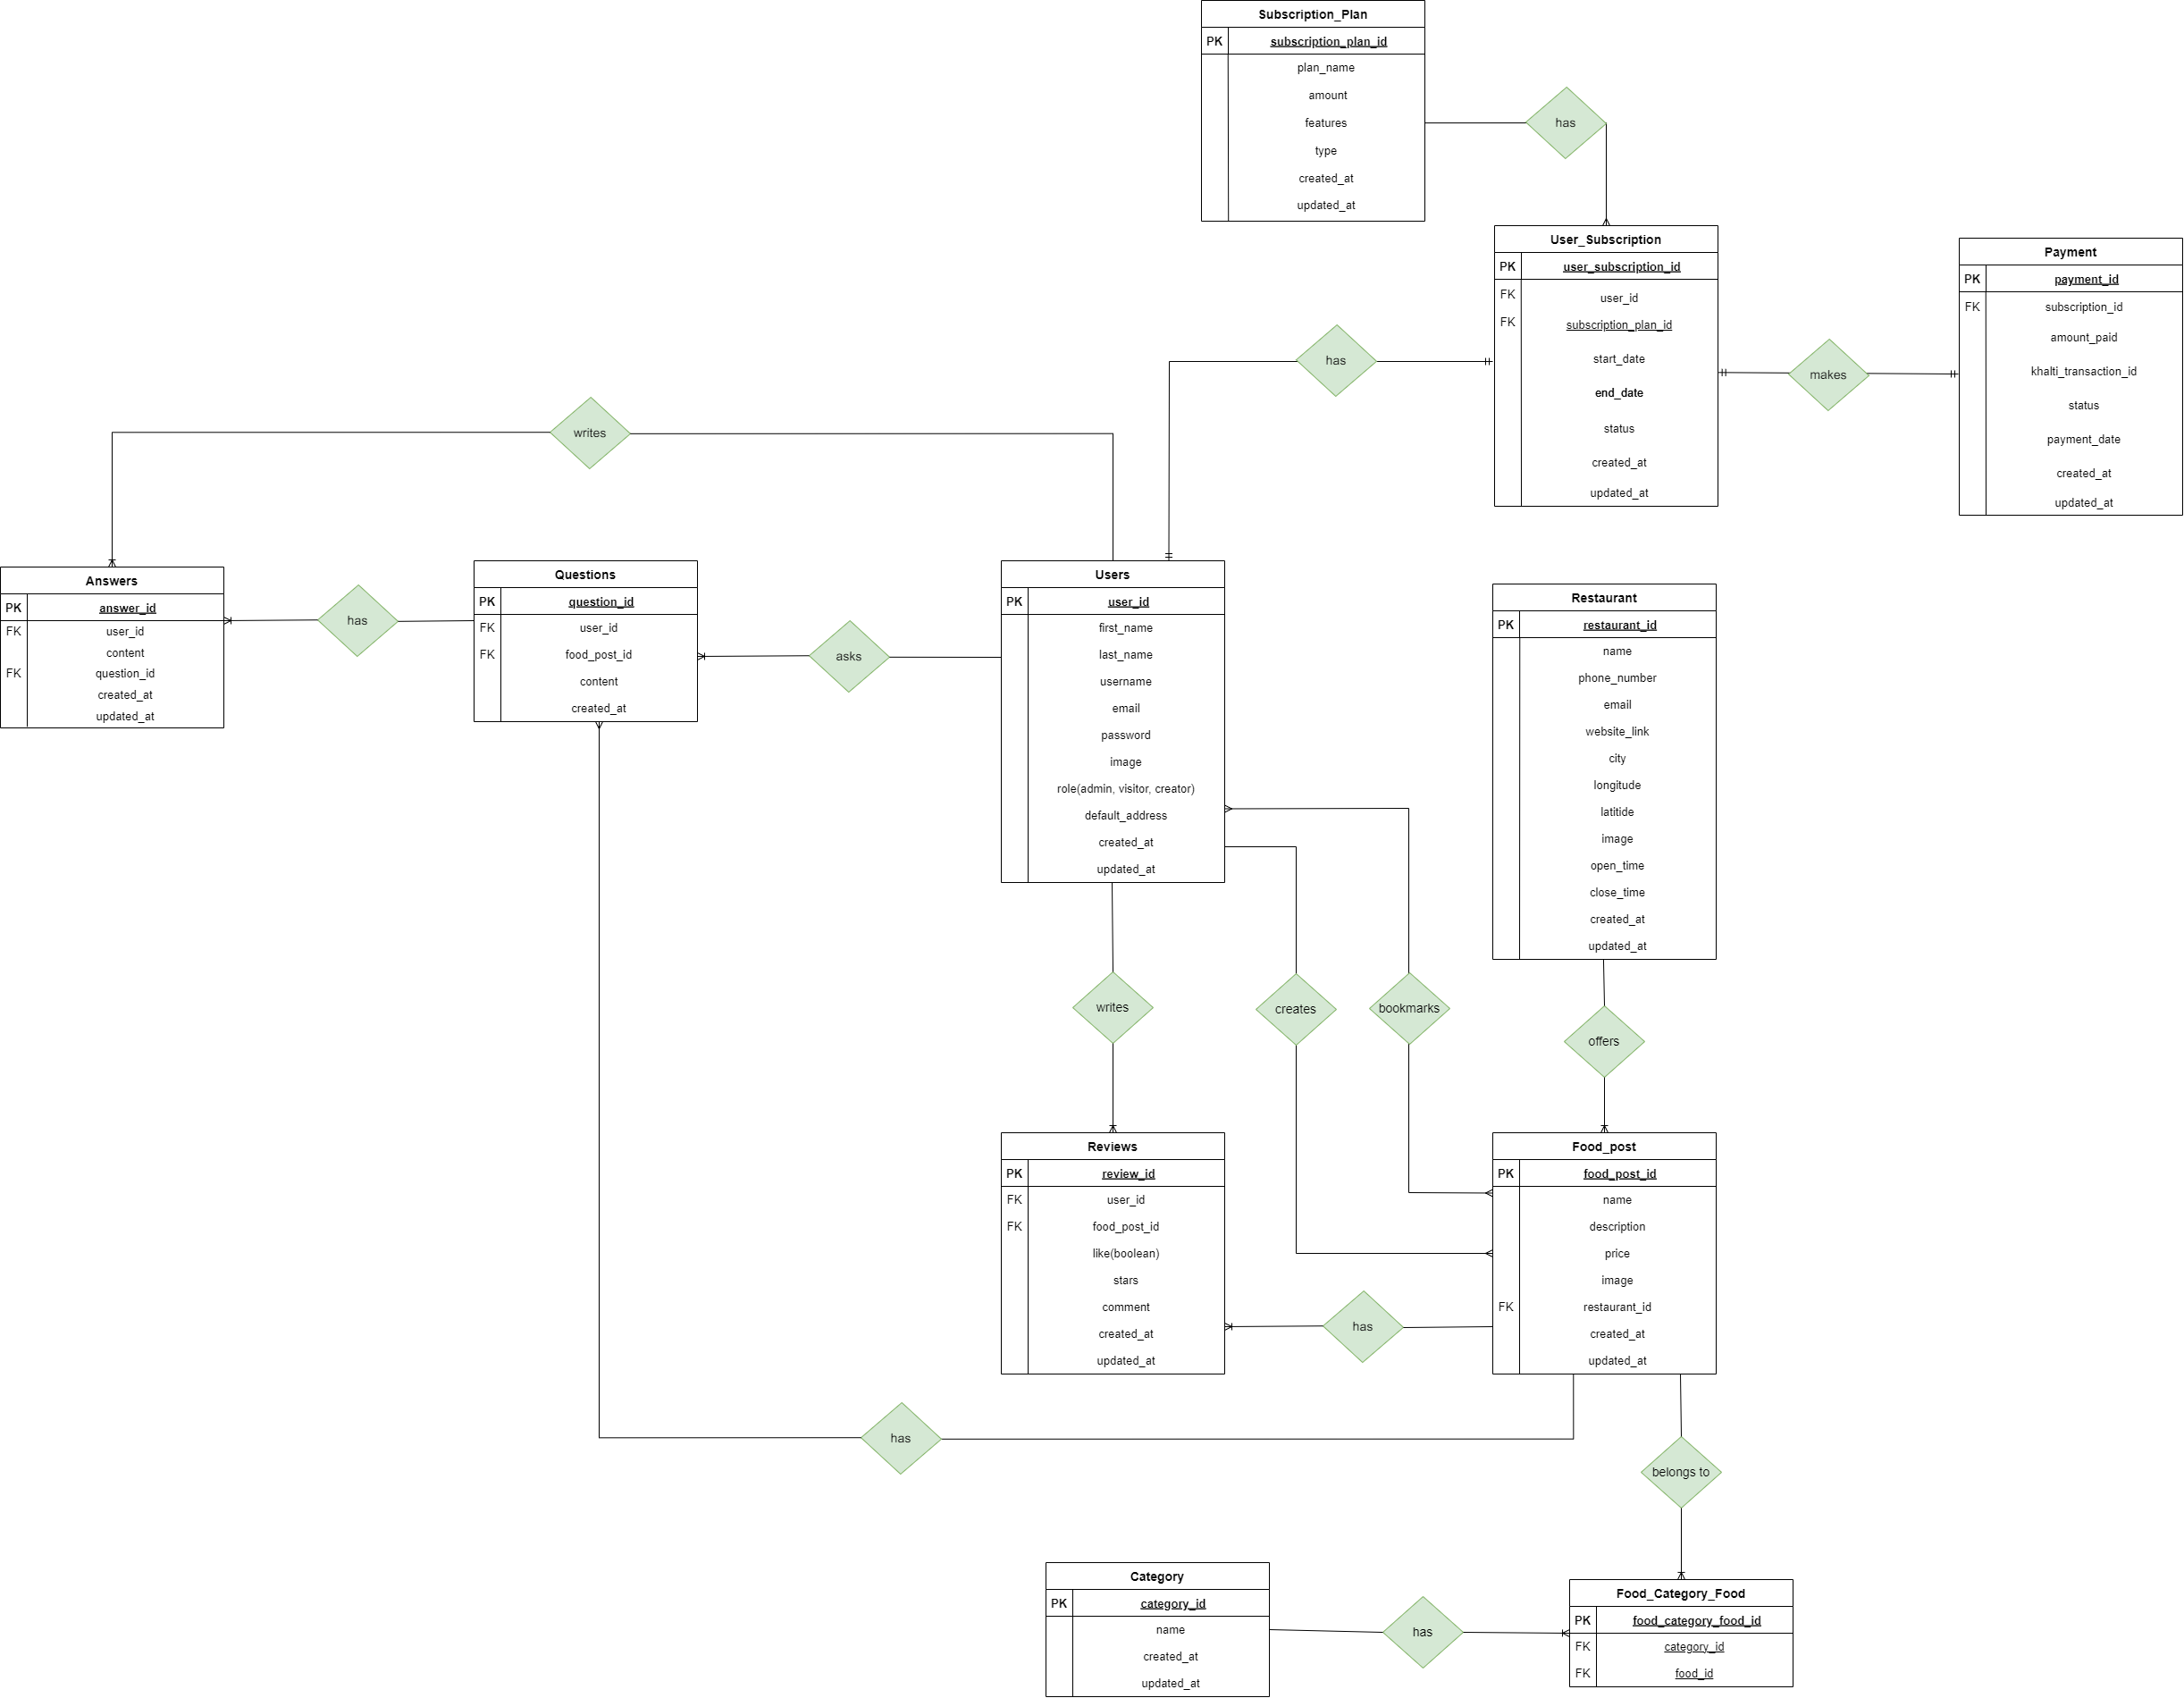 Subscription_Plan
PK subscription_plan_id
plan_name
amount
features
type
created_at
updated_at
has
User_Subscription
PK user_subscription_id
FK user_id
FK subscription_plan_id
start_date
end_date
status
created_at
updated_at
Payment
PK payment_id
FK subscription_id
amount_paid
khalti_transaction_id
status
payment_date
created_at
updated_at
has
makes
writes
Answers
PK answer_id
FK user_id
content
FK question_id
created_at
updated_at
has
Questions
PK question_id
FK user_id
FK food_post_id
content
created_at
asks
Users
PK user_id
first_name
last_name
username
email
password
image
role(admin, visitor, creator)
default_address
created_at
updated_at
Restaurant
PK restaurant_id
name
phone_number
email
website_link
city
longitude
latitide
image
open_time
close_time
created_at
updated_at
writes
creates
bookmarks
offers
Reviews
PK review_id
FK user_id
FK food_post_id
like(boolean)
stars
comment
created_at
updated_at
has
Food_post
PK food_post_id
name
description
price
image
FK restaurant_id
created_at
updated_at
has
belongs to
Category
PK category_id
name
created_at
updated_at
has
Food_Category_Food
PK food_category_food_id
FK category_id
FK food_id